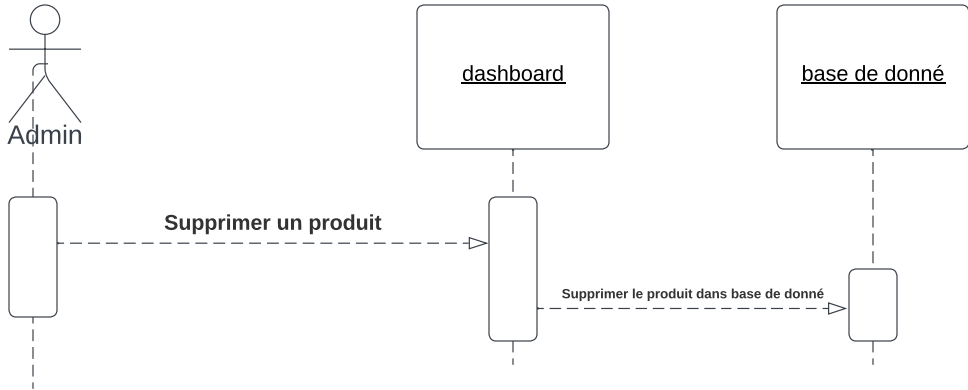 dashboard
base de donné
Admin
Supprimer un produit
Supprimer le produit dans base de donné